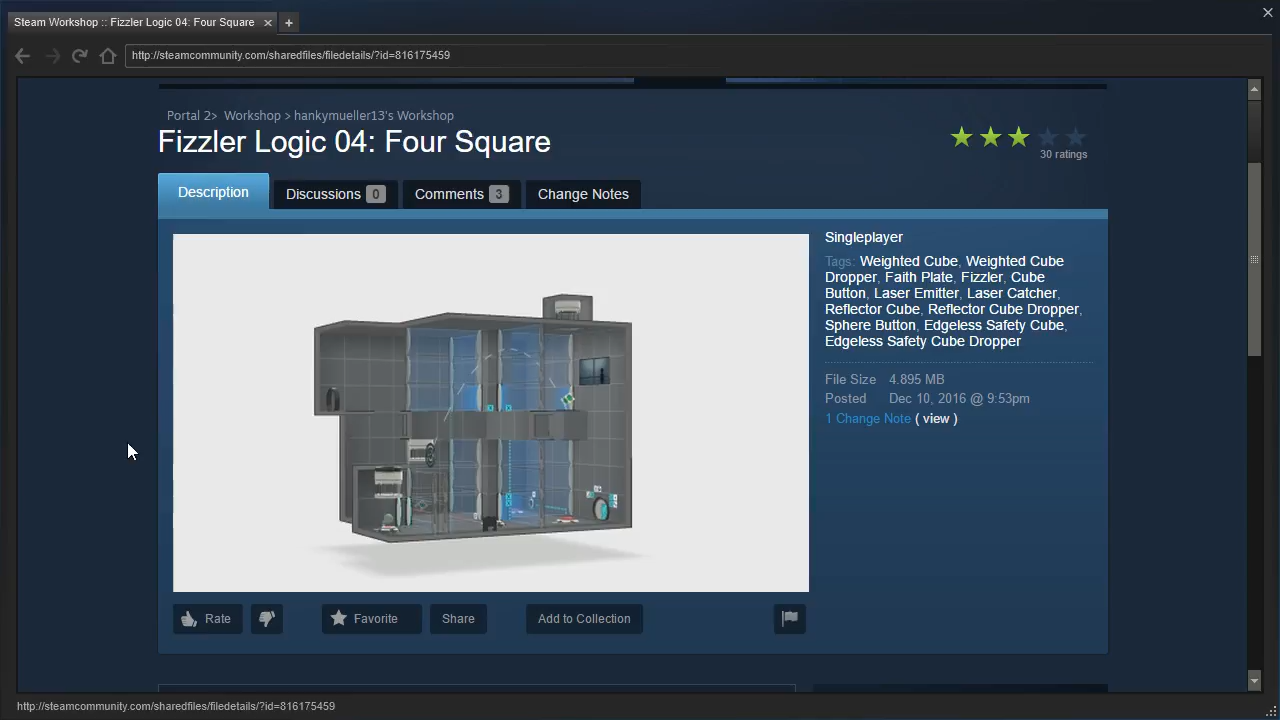 Steam Workshop :: Fizzler Logic 04: Four Square
http://steamcommunity.com/sharedfiles/filedetails/?id=816175459
Portal 2> Workshop > hankymueller13's Workshop
Fizzler Logic 04: Four Square
30 ratings
Description
Discussions 0
Comments 3
Change Notes
Singleplayer
Tags: Weighted Cube, Weighted Cube
Dropper, Faith Plate, Fizzler, Cube
Button, Laser Emitter, Laser Catcher,
Reflector Cube, Reflector Cube Dropper,
Sphere Button, Edgeless Safety Cube,
Edgeless Safety Cube Dropper
File Size 4.895 MB
Posted Dec 10, 2016 @ 9:53pm
1 Change Note ( view )
Rate
Favorite
Share
Add to Collection
http://steamcommunity.com/sharedfiles/filedetails/?id=816175459